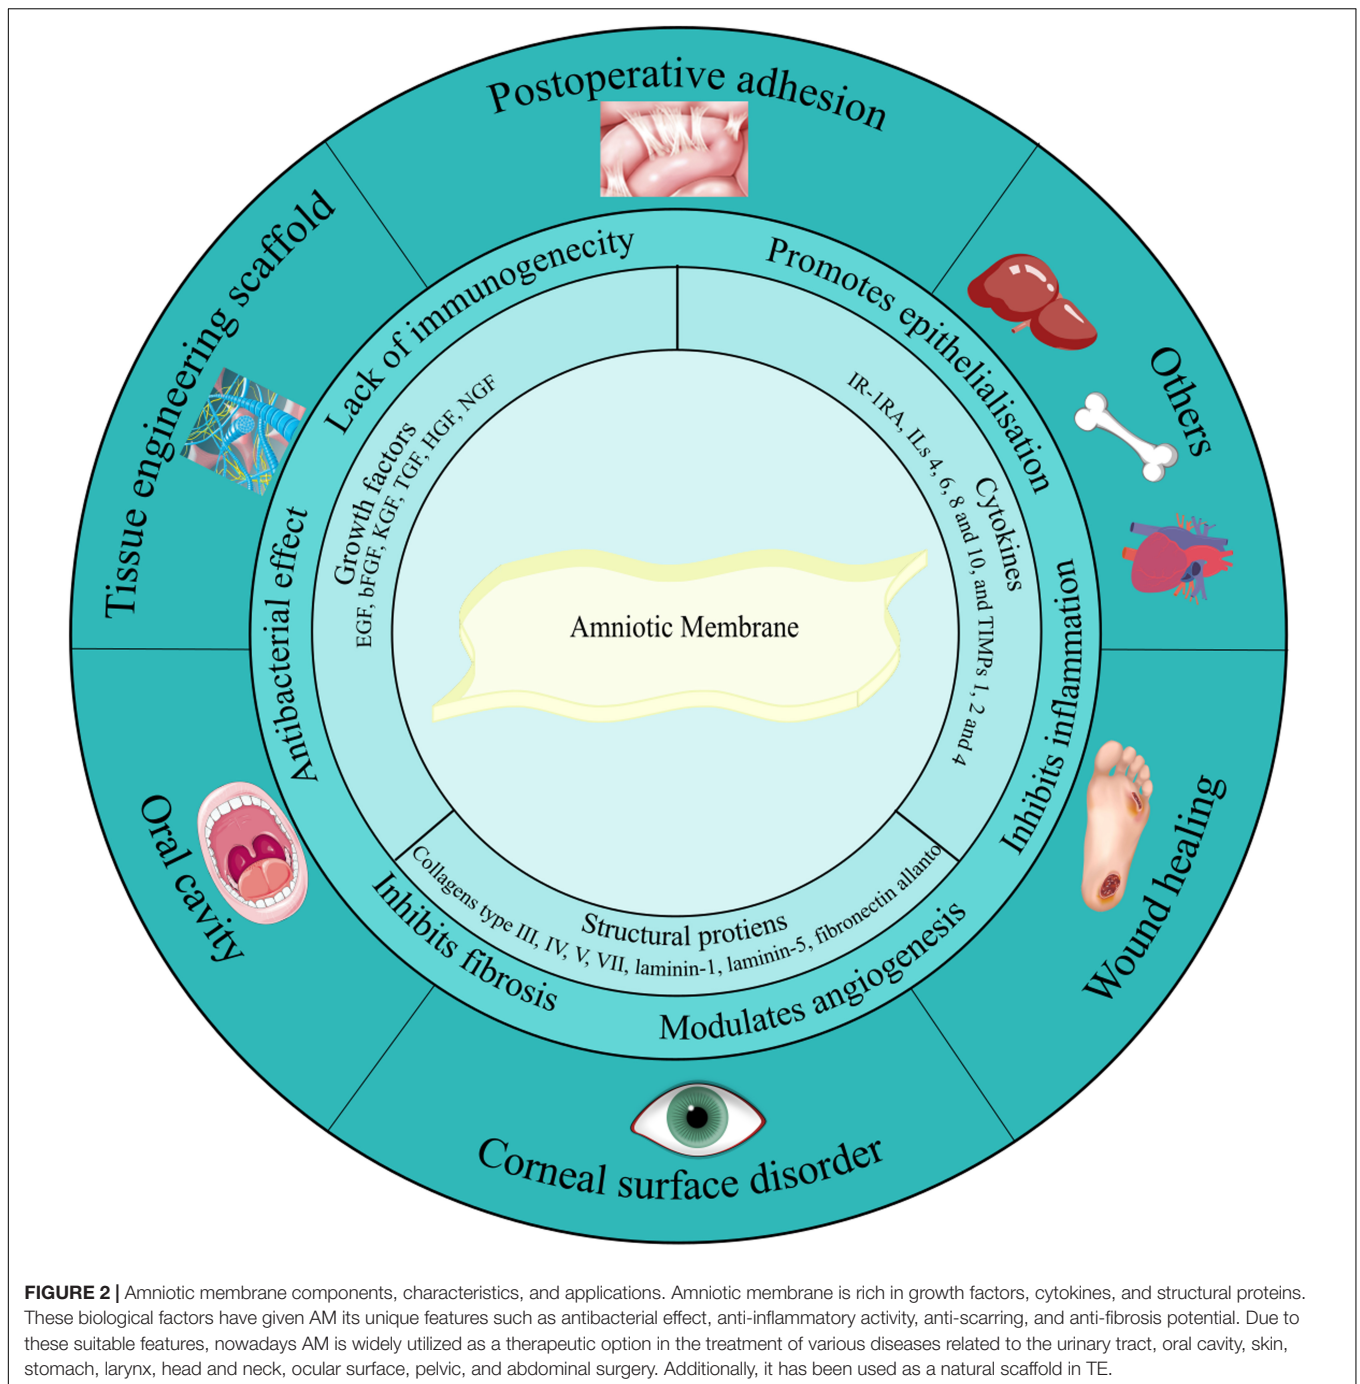 Postoperative adhesion
Others
Wound healing
Corneal surface disorder
Oral cavity
Tissue engineering scaffold
Lack of immunogenecity
Promotes epithelialisation
Inhibits inflammation
Modulates angiogenesis
Inhibits fibrosis
Antibacterial effect
Growth factors
EGF, bFGF, KGF, TGF, HGF, NGF
Cytokines
IR-1RA, ILs 4, 6, 8 and 10, and TIMPs 1, 2 and 4
Structural protiens
Collagens type III, IV, V, VII, laminin-1, laminin-5, fibronectin allanto
Amniotic Membrane
FIGURE 2 | Amniotic membrane components, characteristics, and applications. Amniotic membrane is rich in growth factors, cytokines, and structural proteins.
These biological factors have given AM its unique features such as antibacterial effect, anti-inflammatory activity, anti-scarring, and anti-fibrosis potential. Due to
these suitable features, nowadays AM is widely utilized as a therapeutic option in the treatment of various diseases related to the urinary tract, oral cavity, skin,
stomach, larynx, head and neck, ocular surface, pelvic, and abdominal surgery. Additionally, it has been used as a natural scaffold in TE.